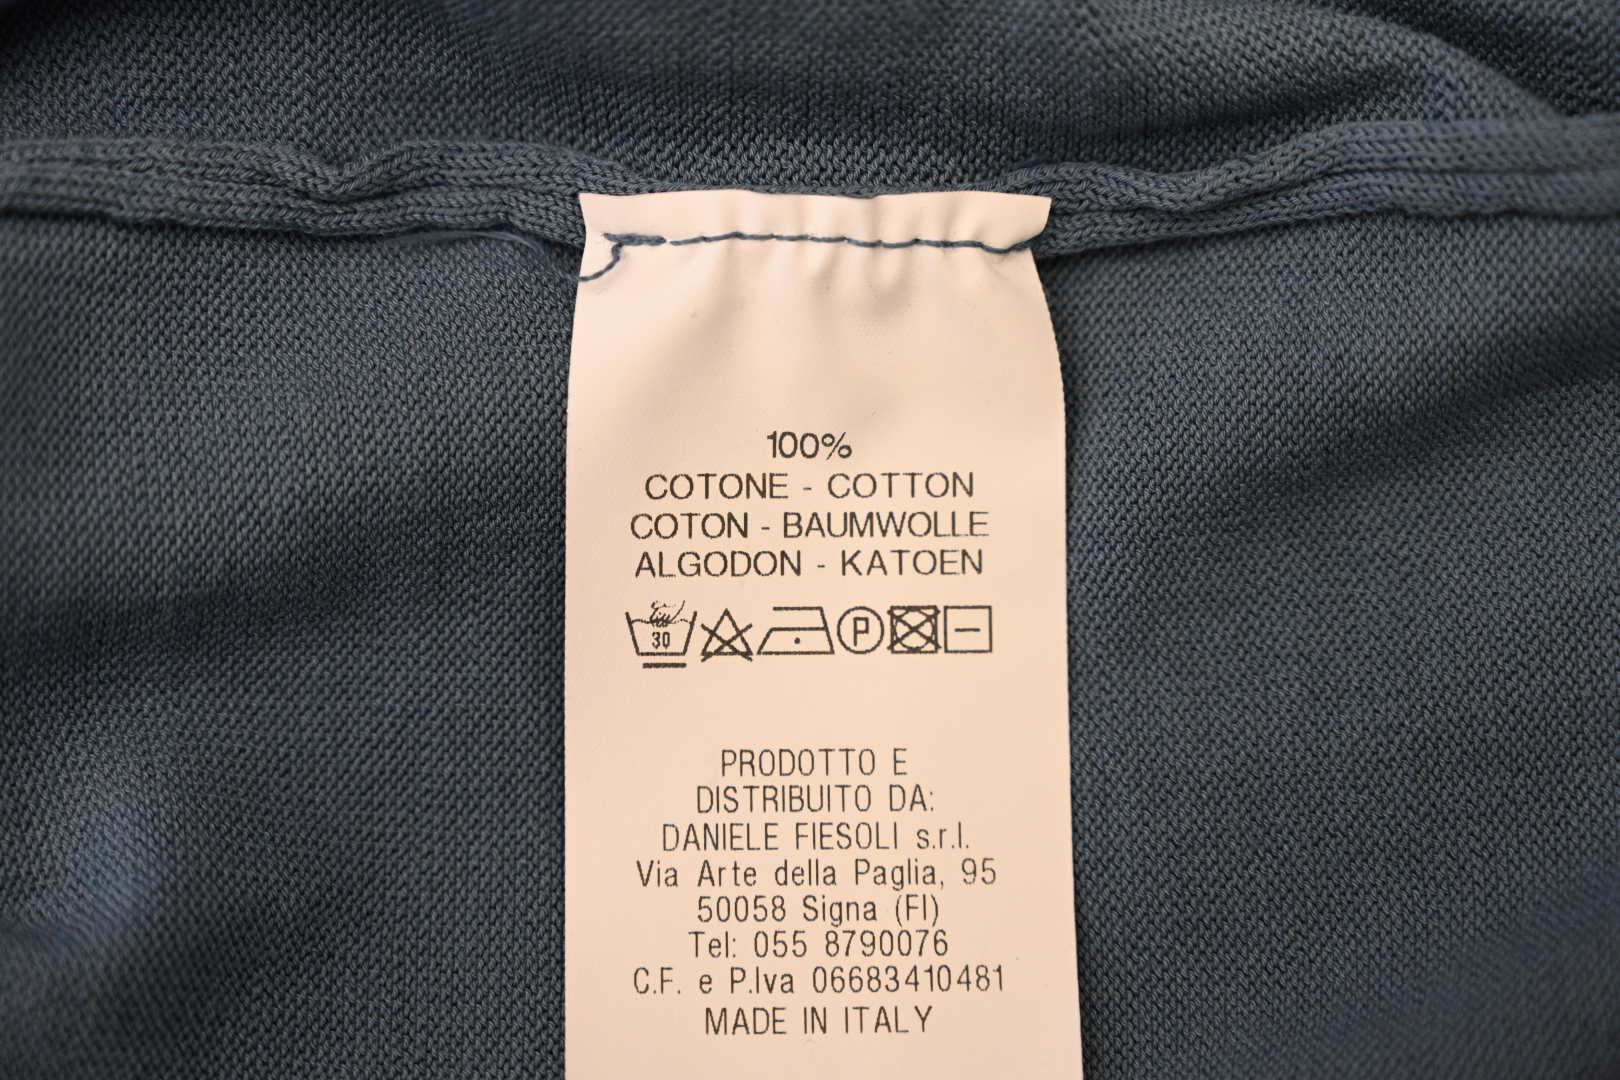 100%
COTONE - COTTON
COTON - BAUMWOLLE
ALGODON - KATOEN
30 P
PRODOTTO E
DISTRIBUITO DA:
DANIELE FIESOLI s.r.l.
Via Arte della Paglia, 95
50058 Signa (FI)
Tel: 055 8790076
C.F. e P.Iva 06683410481
MADE IN ITALY